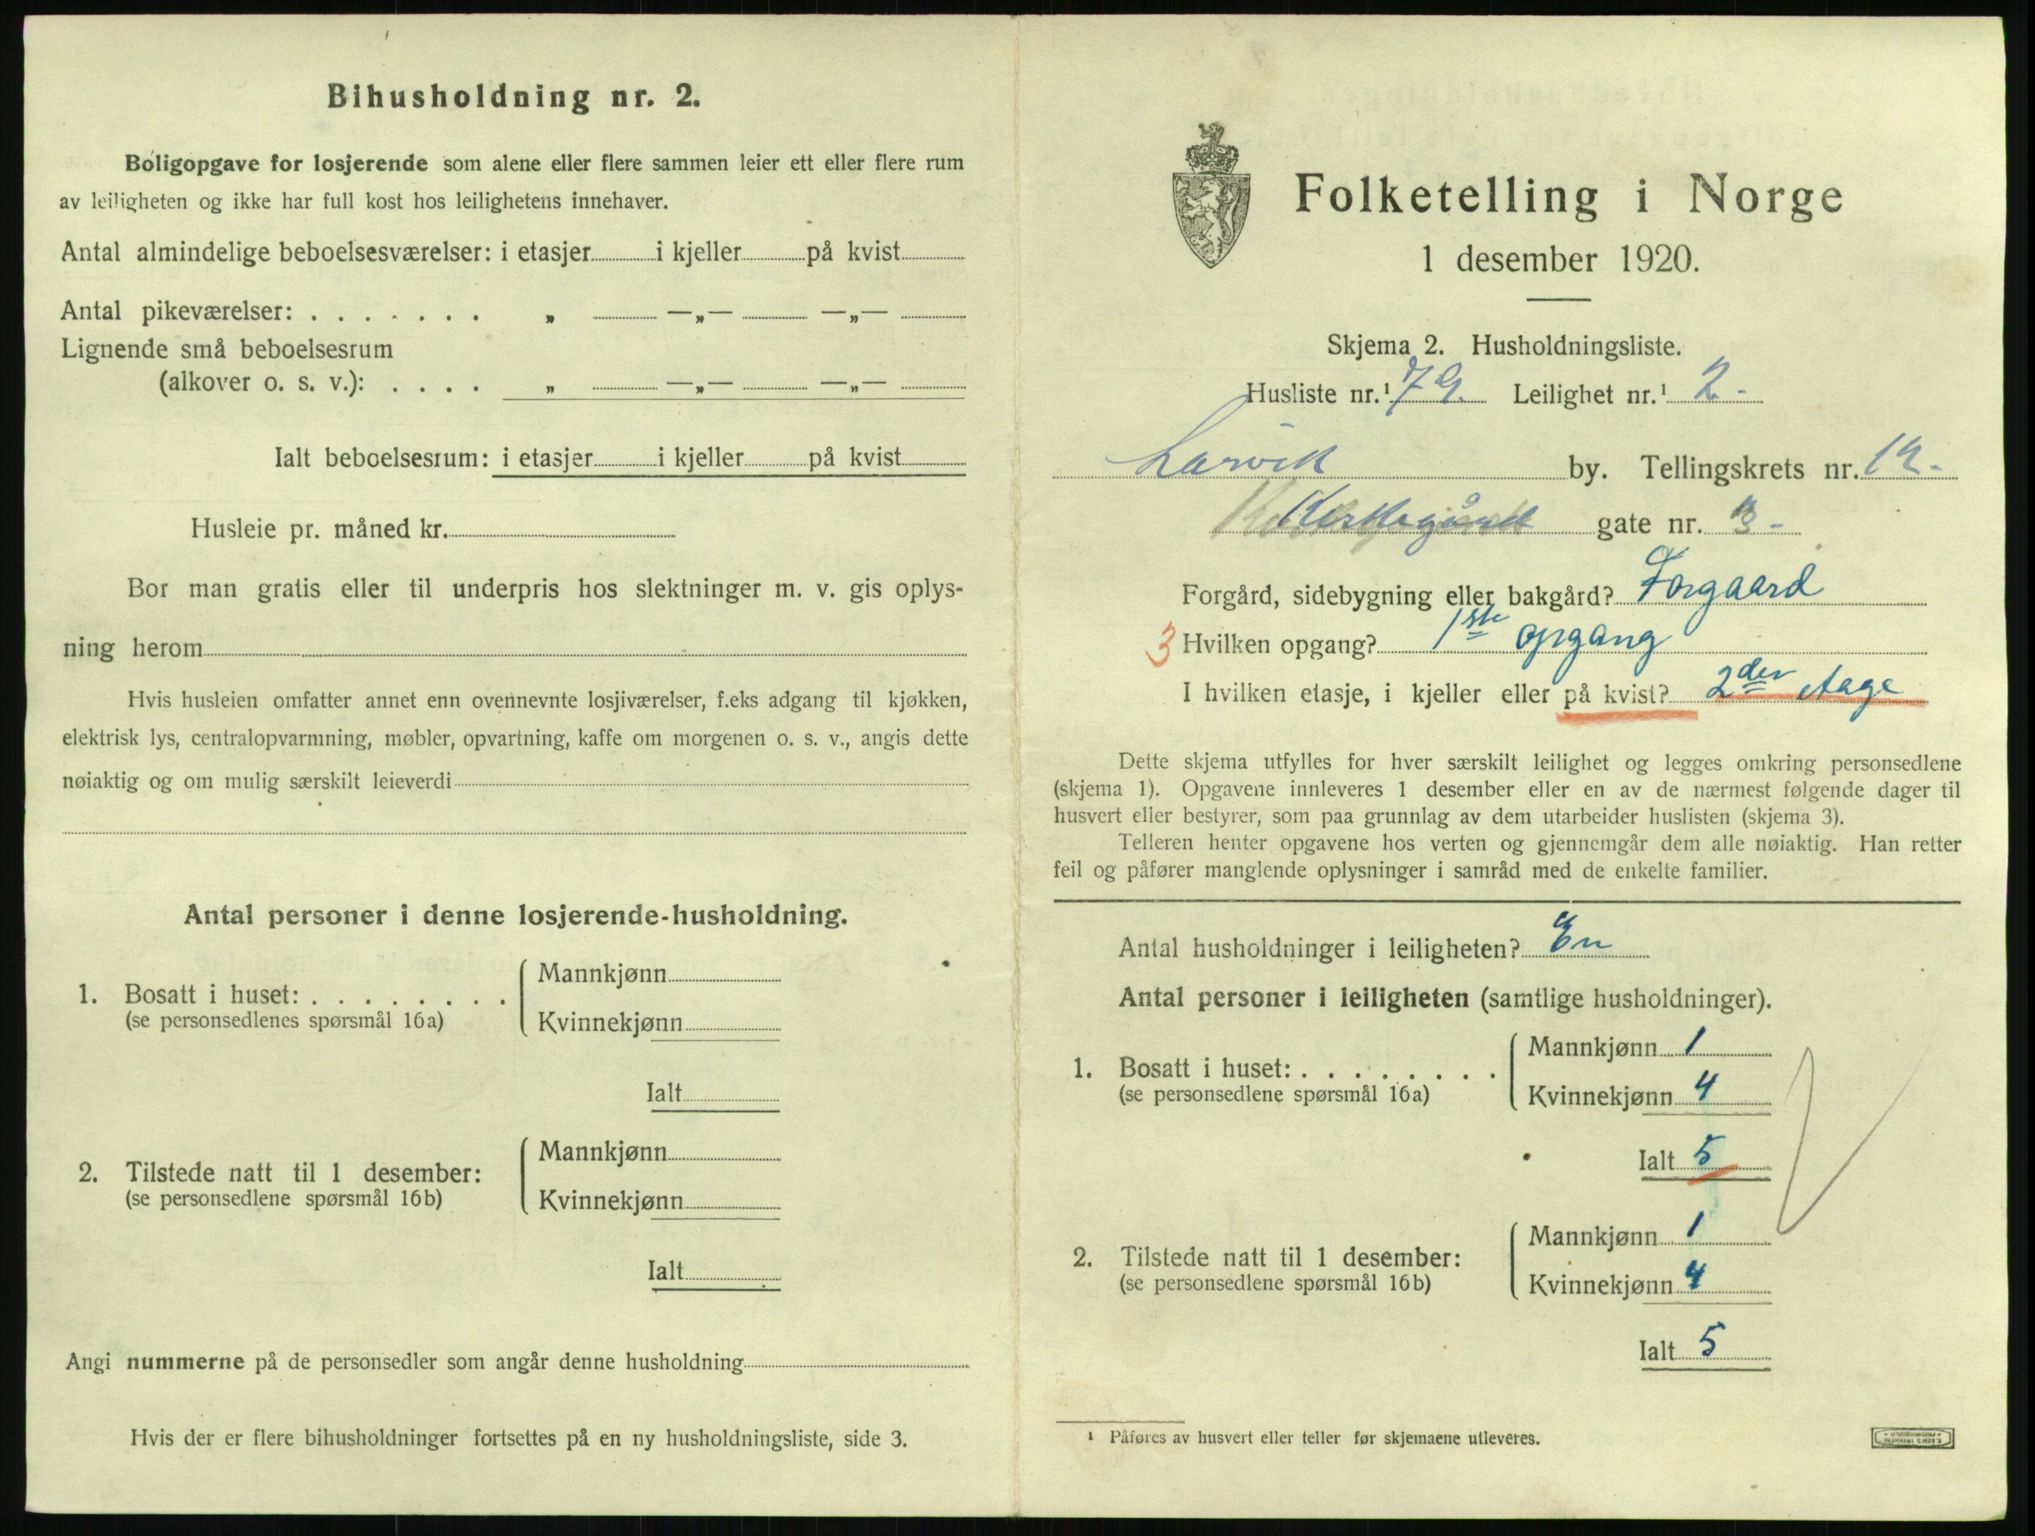 Bihusholdning nr. 2.
Boligopgave for losjerende som alene eller flere sammen leier ett eller flere rum
av leiligheten og ikke har full kost hos leilighetens innehaver.
Antal almindelige beboelsesværelser: i etasjer i kjeller på kvist
Antal pikeværelser: . . . . . . . „ —„— —„—
Lignende små beboelsesrum
(alkover o. s. v.): . . . . „ —„— —„—
Ialt beboelsesrum: i etasjer i kjeller på kvist
Husleie pr. måned kr.
Bor man gratis eller til underpris hos slektninger m. v. gis oplys-
ning herom
Hvis husleien omfatter annet enn ovennevnte losjiværelser, f.eks adgang til kjøkken,
elektrisk lys, centralopvarmning, møbler, opvartning, kaffe om morgenen o. s. v., angis dette
nøiaktig og om mulig særskilt leieverdi
Antal personer i denne losjerende-husholdning.
1. Bosatt i huset: . . . . . . . .
(se personsedlenes spørsmål 16a)
Mannkjønn
Kvinnekjønn
Ialt
2. Tilstede natt til 1 desember:
(se personsedlene spørsmål 16b)
Mannkjønn
Kvinnekjønn
Ialt
Angi nummerne på de personsedler som angår denne husholdning
Hvis der er flere bihusholdninger fortsettes på en ny husholdningsliste, side 3.
Folketelling i Norge
1 desember 1920.
Skjema 2. Husholdningsliste.
Husliste nr.¹ 79. Leilighet nr.¹ 2.-
Larvik by. Tellingskrets nr. 12.-
Kirkegårdt gate nr. 3-
Forgård, sidebygning eller bakgård? Forgaard
3 Hvilken opgang? 1ste opgang
I hvilken etasje, i kjeller eller på kvist? 2den etage
Dette skjema utfylles for hver særskilt leilighet og legges omkring personsedlene
(skjema 1). Opgavene innleveres 1 desember eller en av de nærmest følgende dager til
husvert eller bestyrer, som paa grunnlag av dem utarbeider huslisten (skjema 3).
Telleren henter opgavene hos verten og gjennemgår dem alle nøiaktig. Han retter
feil og påfører manglende oplysninger i samråd med de enkelte familier.
Antal husholdninger i leiligheten? En
Antal personer i leiligheten (samtlige husholdninger).
1. Bosatt i huset: . . . . . . . .
(se personsedlene spørsmål 16a)
Mannkjønn 1
Kvinnekjønn 4
Ialt 5
2. Tilstede natt til 1 desember:
(se personsedlene spørsmål 16b)
Mannkjønn 1
Kvinnekjønn 4
Ialt 5
¹ Påføres av husvert eller teller før skjemaene utleveres.